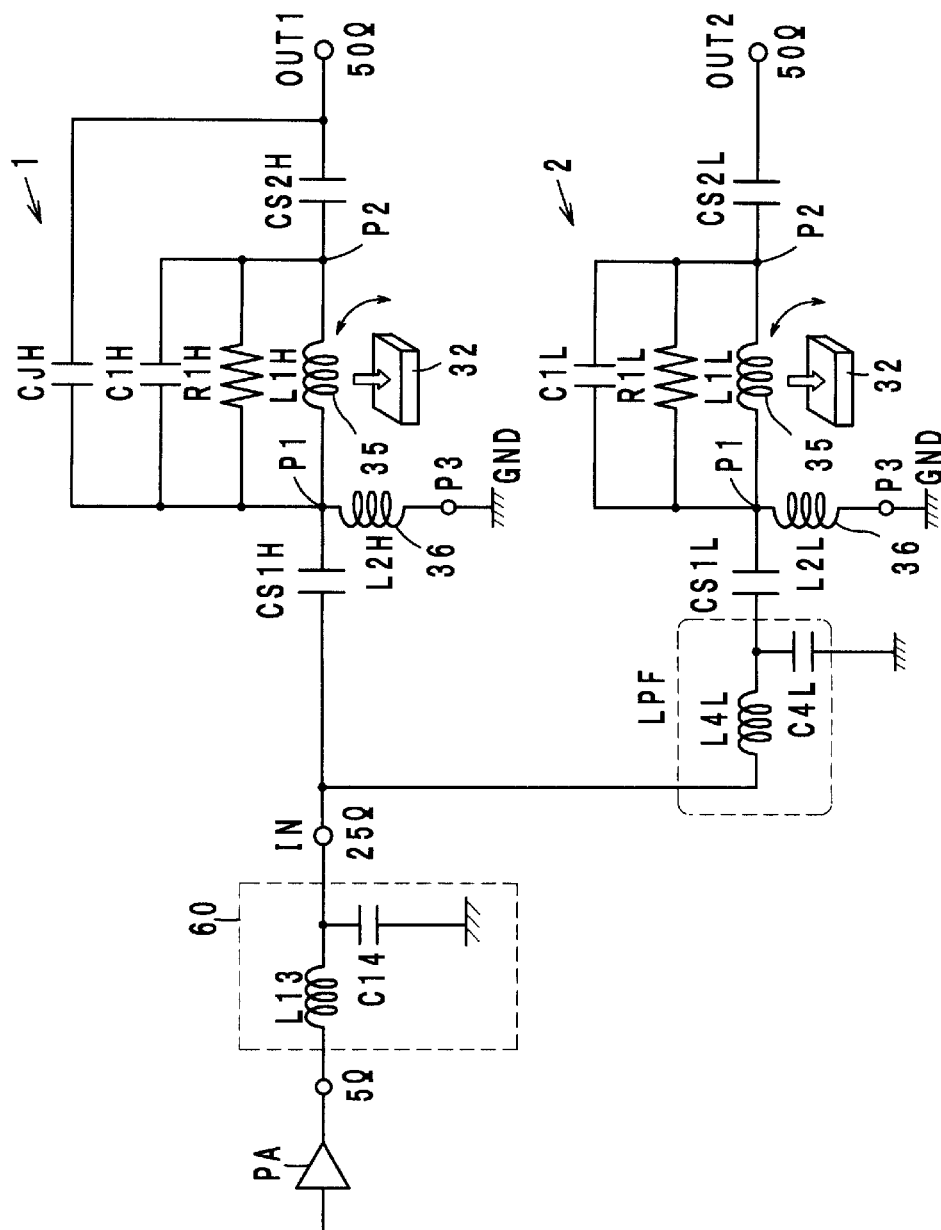 OUT1
50Ω
1
CS2H
P2
CJH
C1H
R1H
L1H
32
P1
35
P3
GND
CS1H
L2H
36
IN
25Ω
60
L13
C14
5Ω
PA
OUT2
50Ω
2
CS2L
P2
C1L
R1L
L1L
32
P1
35
P3
GND
CS1L
L2L
36
LPF
L4L
C4L